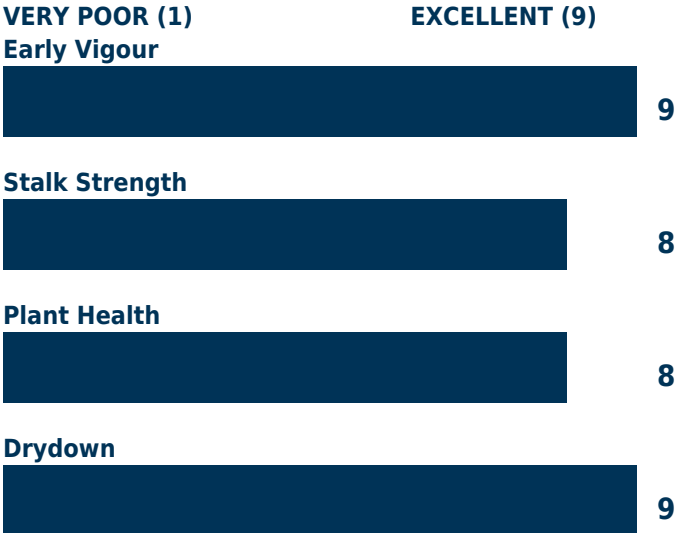 VERY POOR (1) EXCELLENT (9)
Early Vigour
9
Stalk Strength
8
Plant Health
8
Drydown
9